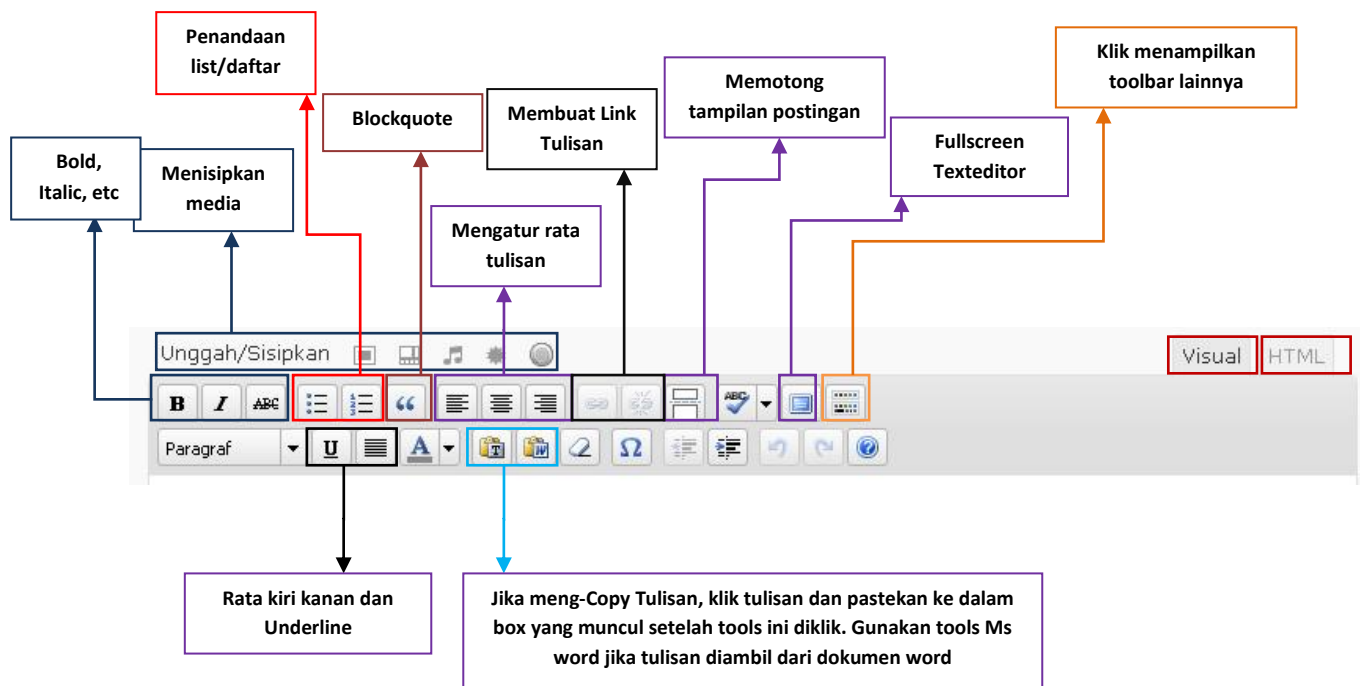 Penandaan
list/daftar
Klik menampilkan
toolbar lainnya
Memotong
tampilan postingan
Blockquote
Membuat Link
Tulisan
Fullscreen
Texteditor
Bold,
Italic, etc
Menisipkan
media
Mengatur rata
tulisan
Unggah/Sisipkan
Visual
HTML
B I ABC ABC
Paragraf U A T W Ω
Rata kiri kanan dan
Underline
Jika meng-Copy Tulisan, klik tulisan dan pastekan ke dalam
box yang muncul setelah tools ini diklik. Gunakan tools Ms
word jika tulisan diambil dari dokumen word